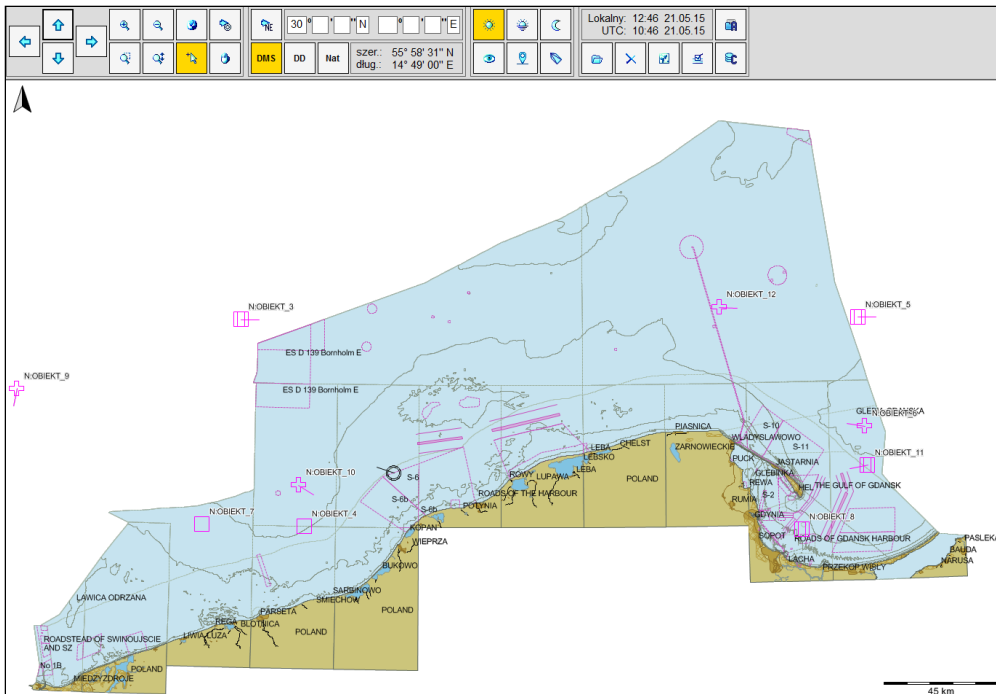 30 ° ' " N ° ' " E
Lokalny: 12:46 21.05.15
UTC: 10:46 21.05.15
NE
DMS DD Nat
szer.: 55° 58' 31" N
dług.: 14° 49' 00" E
N:OBIEKT_12
N:OBIEKT_3
N:OBIEKT_5
ES D 139 Bornholm E
N:OBIEKT_9
ES D 139 Bornholm E
S-10
PIASNICA
WLADYSLAWOWO
CHELST
LEBA
S-11
ZARNOWIECKIE
LEBSKO
PUCK
JASTARNIA
N:OBIEKT_11
LEBA
GLEBINKA
N:OBIEKT_10
S-6
ROWY
LUPAWA
POLAND
REWA
HEL
THE GULF OF GDANSK
ROADS OF THE HARBOUR
S-2
S-6b
RUMIA
POTYNIA
S-6b
N:OBIEKT_7
N:OBIEKT_4
GDYNIA
N:OBIEKT_8
KOPAN
SOPOT
ROADS OF GDANSK HARBOUR
PASLEKA
WIEPRZA
BAUDA
LACHA
NARUSA
BUKOWO
PRZEKOP WISLY
SARBINOWO
LAWICA ODRZANA
SMIECHOW
PARSETA
POLAND
REGA
BLOTNICA
LIWIA-LUZA
POLAND
ROADSTEAD OF SWINOUJSCIE
AND SZ
No 1B
POLAND
MIEDZYZDROJE
45 km